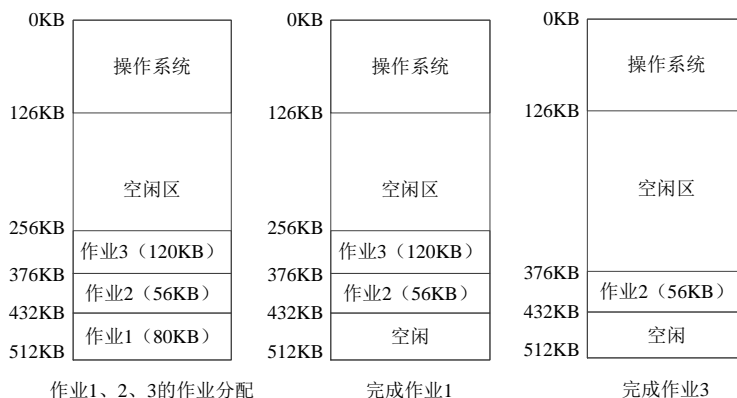 0KB
操作系统
126KB
空闲区
256KB
作业3（120KB）
376KB
作业2（56KB）
432KB
作业1（80KB）
512KB
作业1、2、3的作业分配
0KB
操作系统
126KB
空闲区
256KB
作业3（120KB）
376KB
作业2（56KB）
432KB
空闲
512KB
完成作业1
0KB
操作系统
126KB
空闲区
376KB
作业2（56KB）
432KB
空闲
512KB
完成作业3